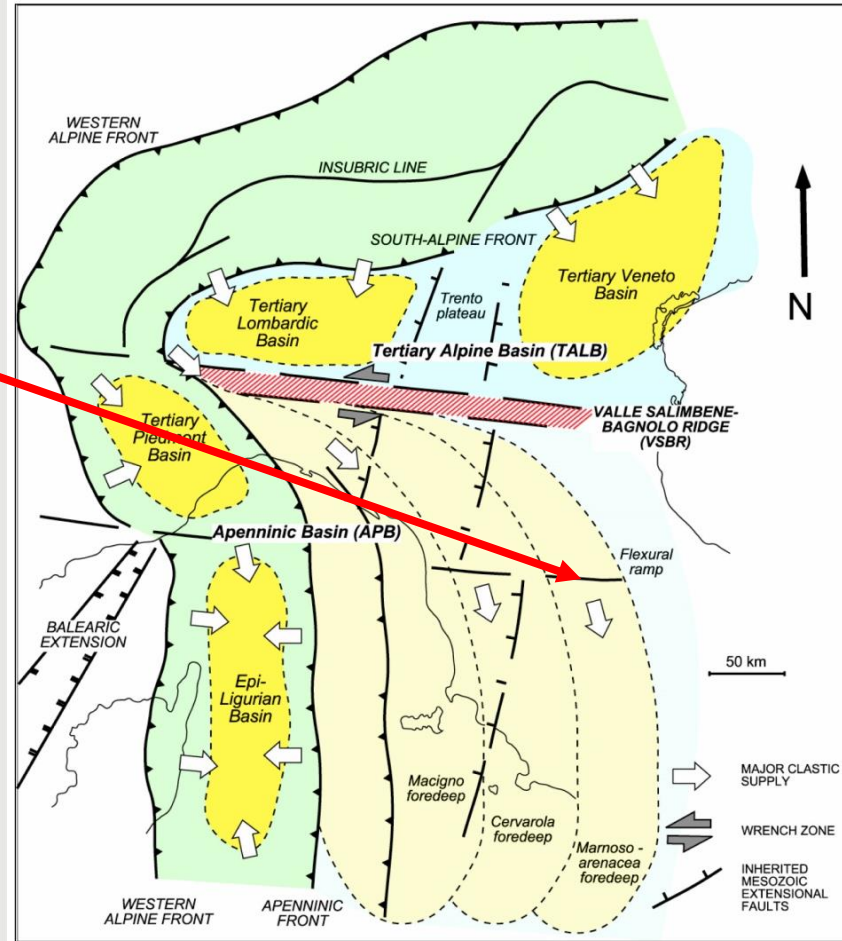 WESTERN
ALPINE FRONT
INSUBRIC LINE
SOUTH-ALPINE FRONT
Tertiary Veneto
Basin
Trento
plateau
Tertiary
Lombardic
Basin
N
Tertiary Alpine Basin (TALB)
VALLE SALIMBENE-
BAGNOLO RIDGE
(VSBR)
Tertiary
Piedmont
Basin
Apenninic Basin (APB)
Flexural
ramp
BALEARIC
EXTENSION
50 km
Epi-
Ligurian
Basin
Macigno
foredeep
Cervarola
foredeep
Marnoso-
arenacea
foredeep
MAJOR CLASTIC
SUPPLY
WRENCH ZONE
INHERITED
MESOZOIC
EXTENSIONAL
FAULTS
WESTERN
ALPINE FRONT
APENNINIC
FRONT